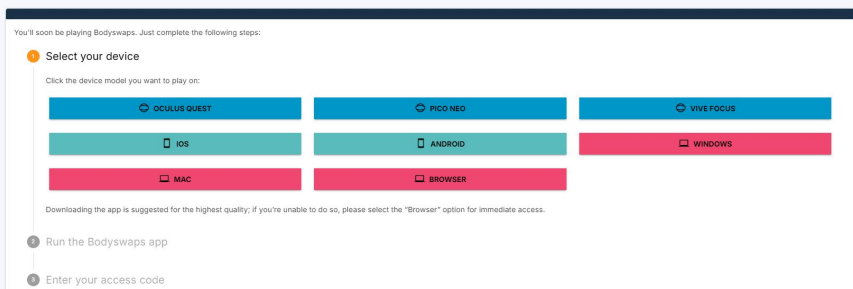 You'll soon be playing Bodyswaps. Just complete the following steps:
1 Select your device
Click the device model you want to play on:
OCULUS QUEST
PICO NEO
VIVE FOCUS
IOS
ANDROID
WINDOWS
MAC
BROWSER
Downloading the app is suggested for the highest quality; if you're unable to do so, please select the "Browser" option for immediate access.
2 Run the Bodyswaps app
3 Enter your access code